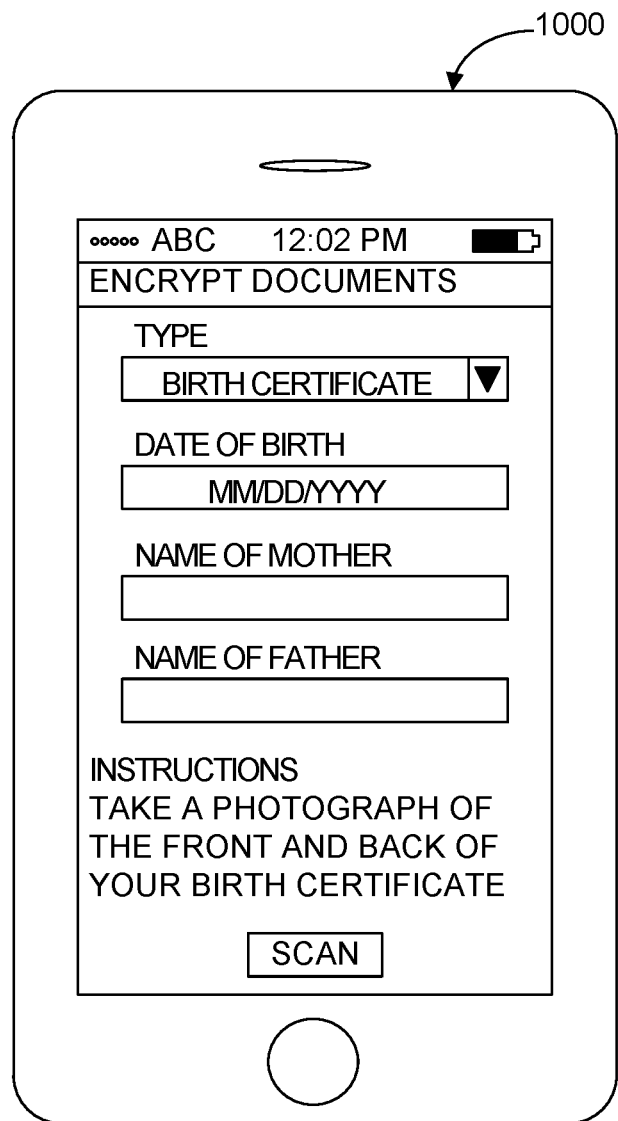 1000
ABC 12:02 PM
ENCRYPT DOCUMENTS
TYPE
BIRTH CERTIFICATE
DATE OF BIRTH
MM/DD/YYYY
NAME OF MOTHER
NAME OF FATHER
INSTRUCTIONS
TAKE A PHOTOGRAPH OF
THE FRONT AND BACK OF
YOUR BIRTH CERTIFICATE
SCAN